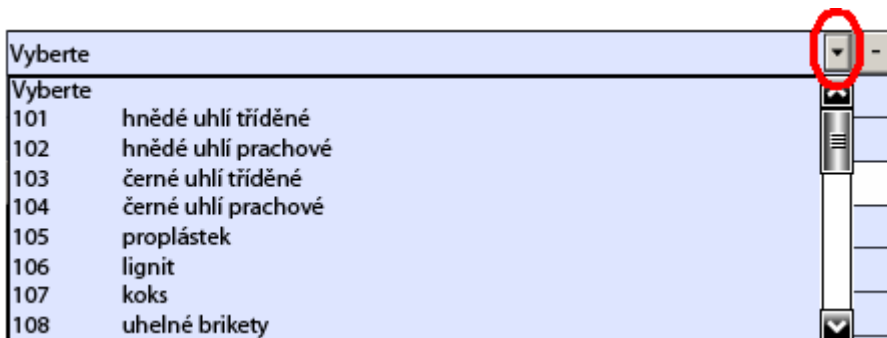 Vyberte
-
Vyberte
101 hnědé uhlí tříděné
102 hnědé uhlí prachové
103 černé uhlí tříděné
104 černé uhlí prachové
105 proplástek
106 lignit
107 koks
108 uhelné brikety